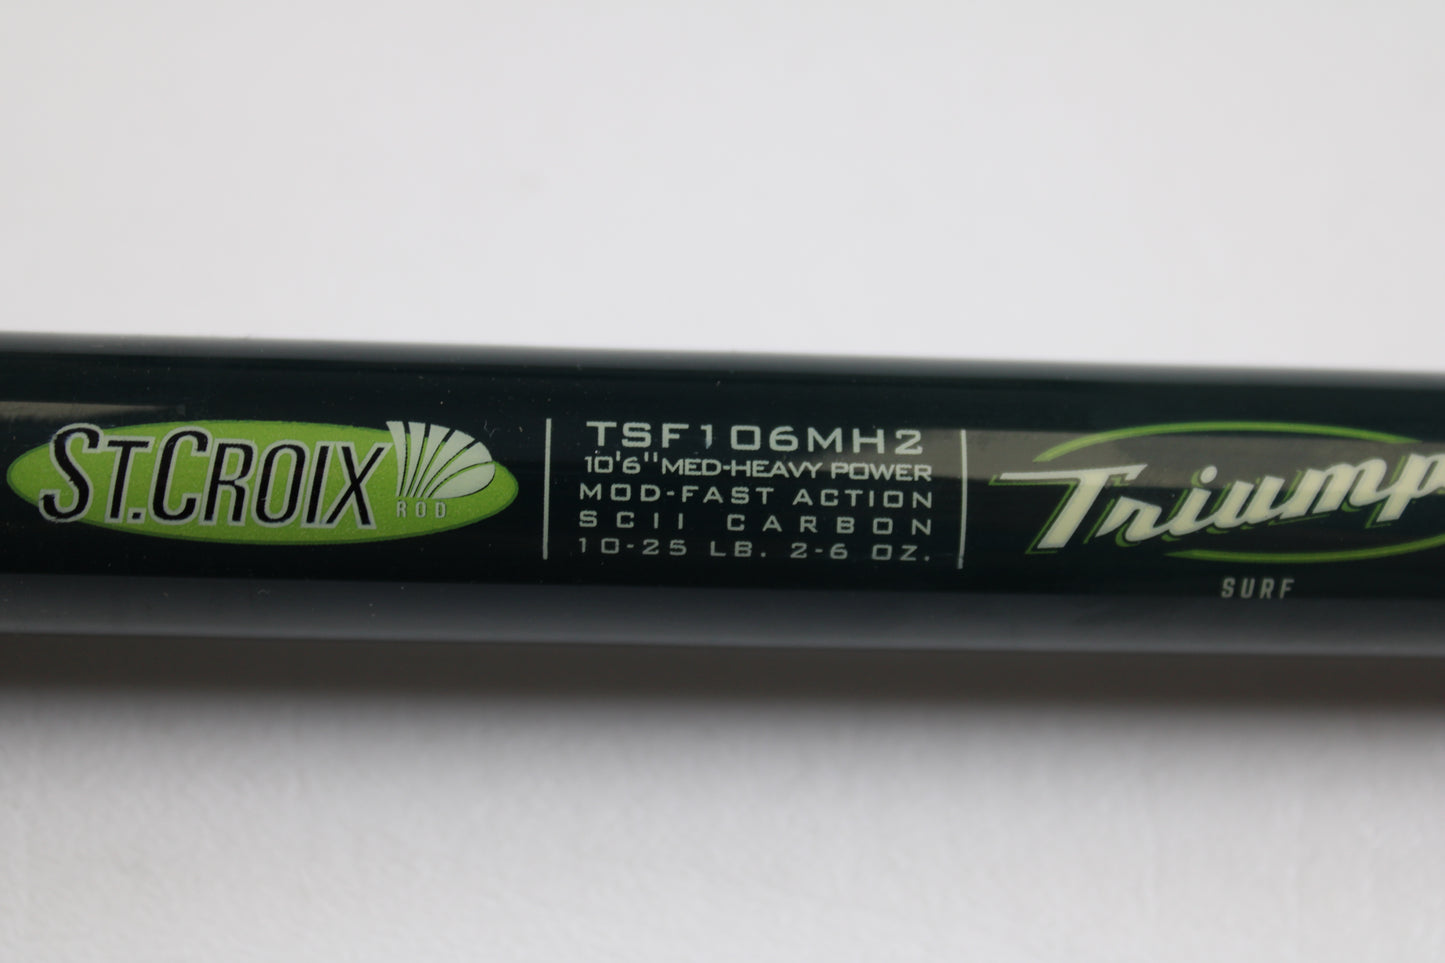 ST.CROIX
ROD
TSF106MH2
10'6" MED-HEAVY POWER
MOD-FAST ACTION
SCII CARBON
10-25 LB. 2-6 OZ.
Triump
SURF